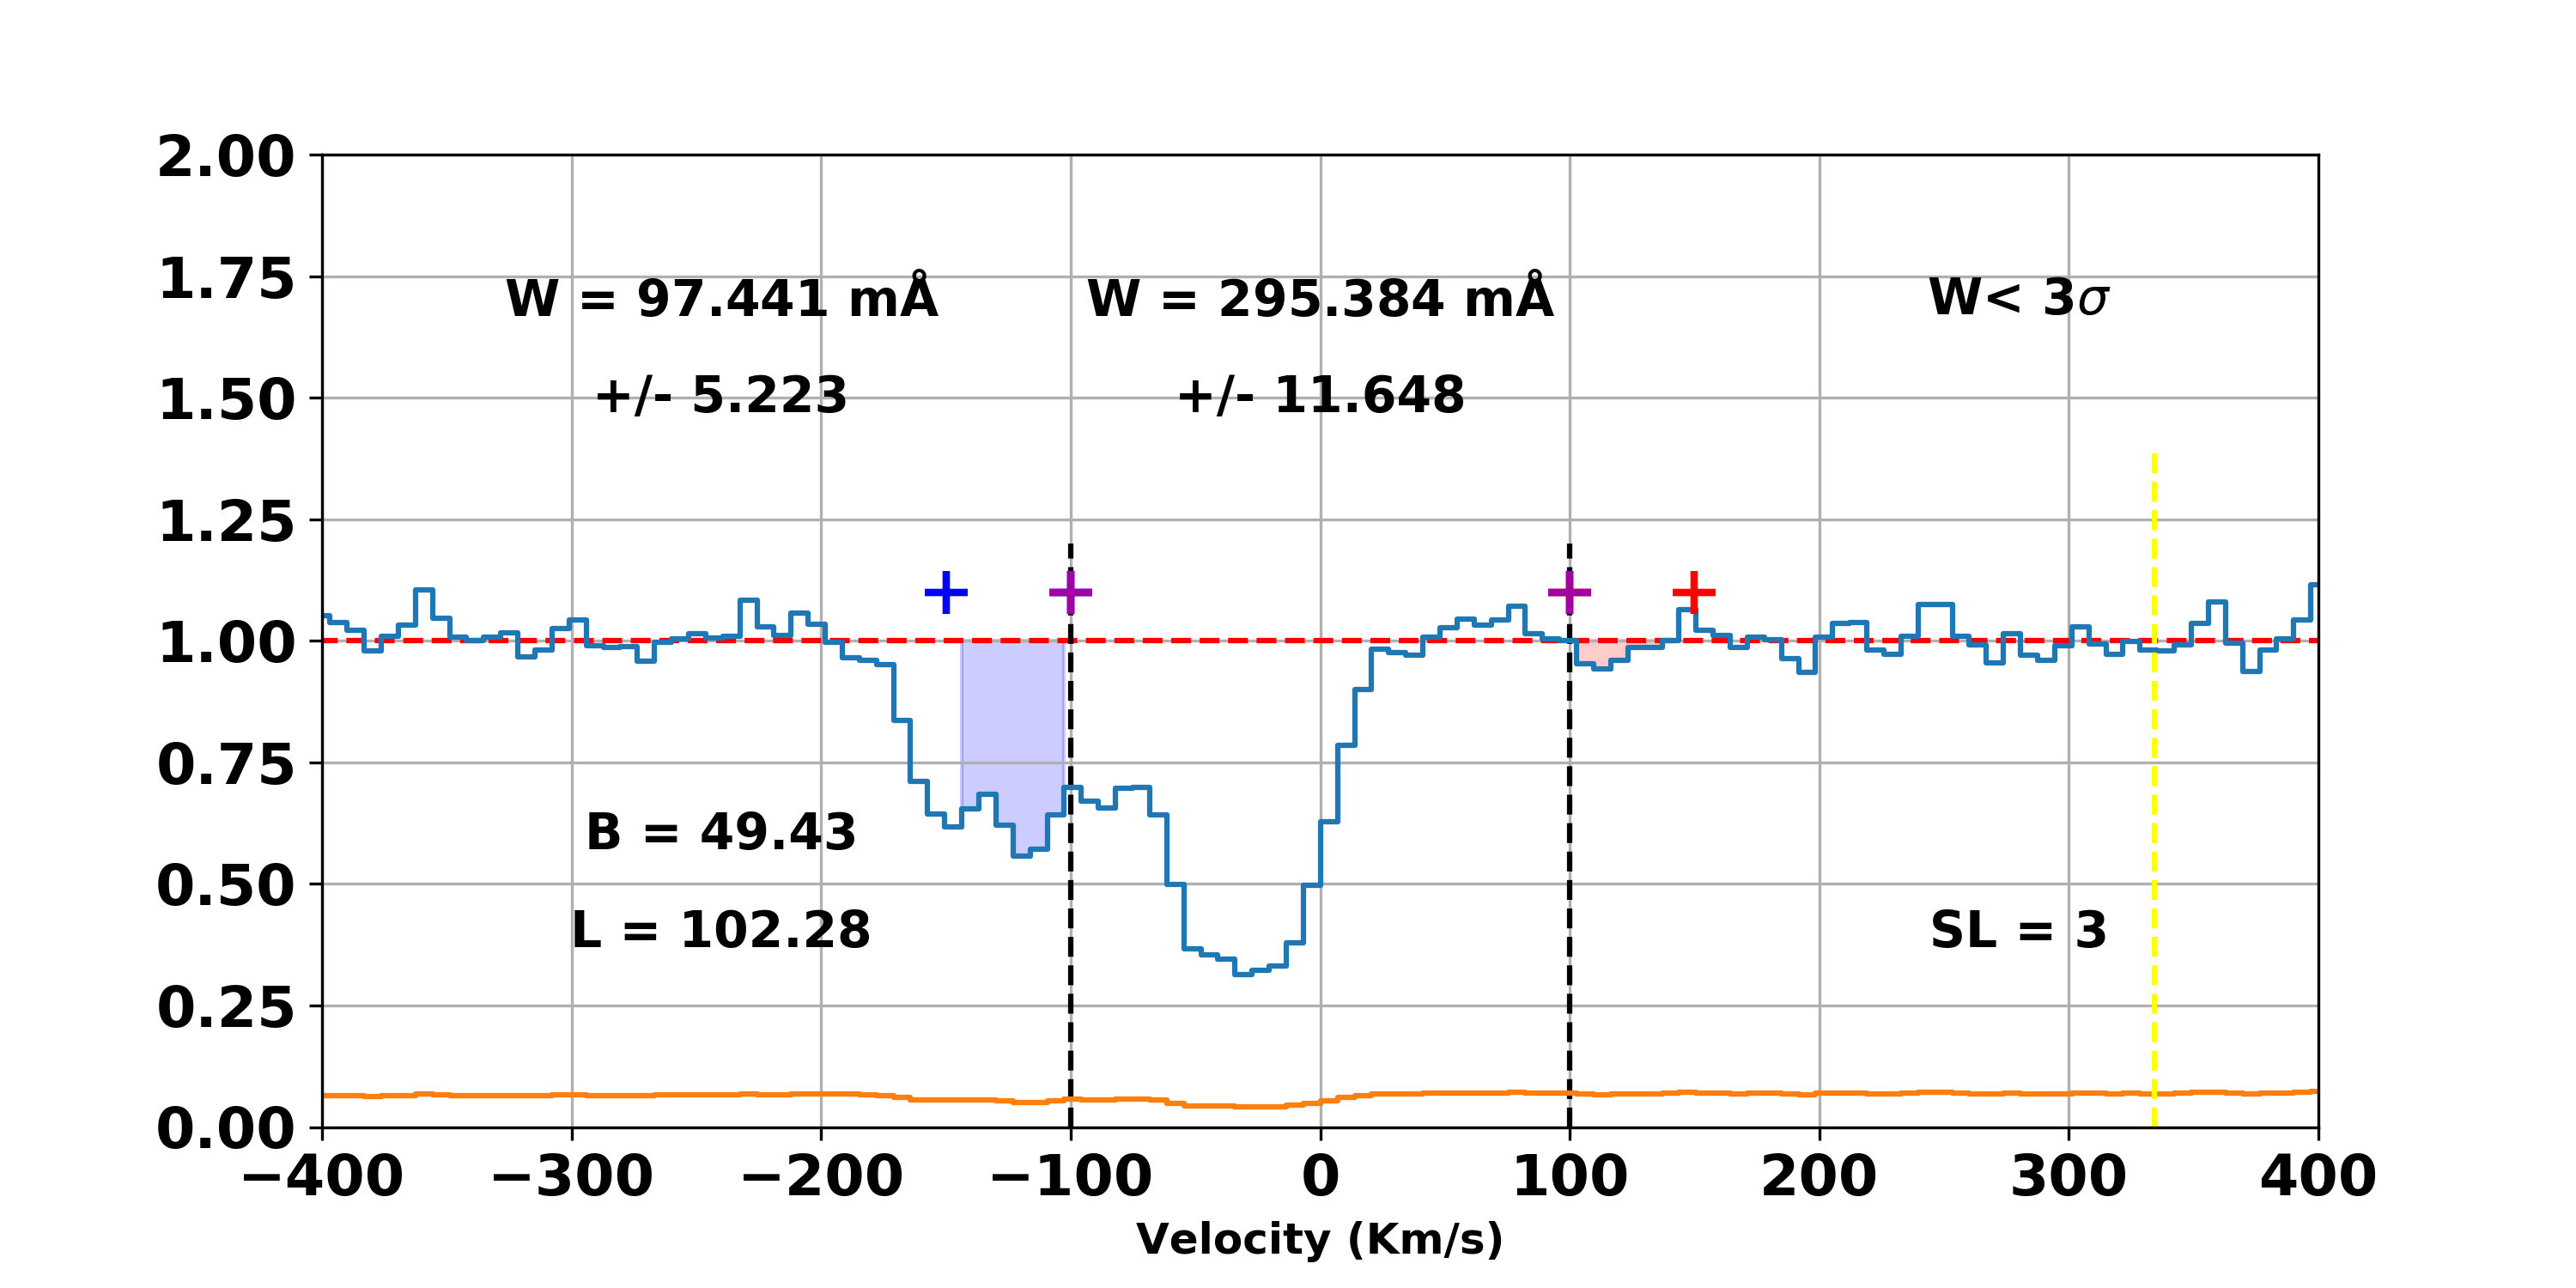 2.00
1.75
W = 97.441 mÅ W = 295.384 mÅ W< 3σ
1.50
+/- 5.223 +/- 11.648
1.25
1.00
0.75
B = 49.43
0.50
L = 102.28 SL = 3
0.25
0.00
−400 −300 −200 −100 0 100 200 300 400
Velocity (Km/s)